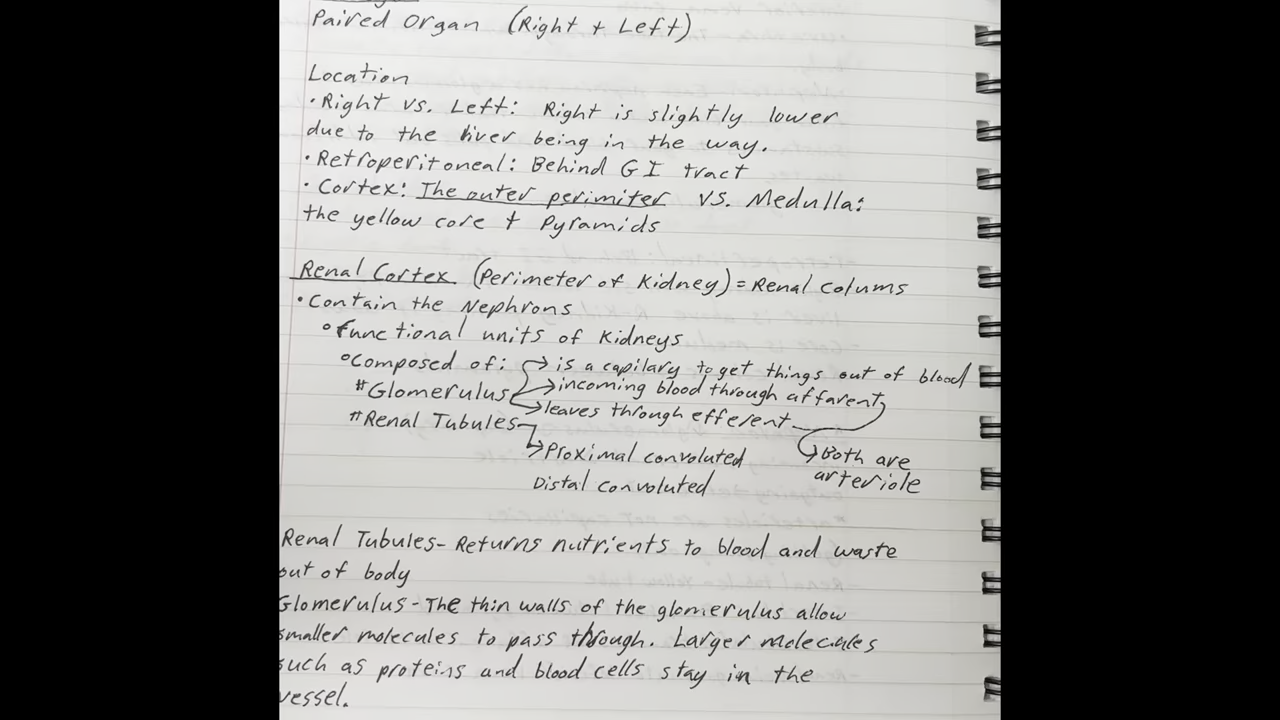 Paired Organ (Right + Left)
Location
• Right vs. Left: Right is slightly lower
due to the liver being in the way.
• Retroperitoneal: Behind GI tract
• Cortex: The outer perimiter vs. Medulla:
the yellow core + Pyramids
Renal Cortex (Perimeter of Kidney) = Renal Colums
• Contain the Nephrons
° Functional units of Kidneys
° Composed of: → is a capilary to get things out of blood
# Glomerulus → incoming blood through affarent
→ leaves through efferent
# Renal Tubules
→ Proximal convoluted → Both are
arteriole
Distal convoluted
Renal Tubules - Returns nutrients to blood and waste
out of body
Glomerulus - The thin walls of the glomerulus allow
smaller molecules to pass through. Larger molecules
such as proteins and blood cells stay in the
vessel.